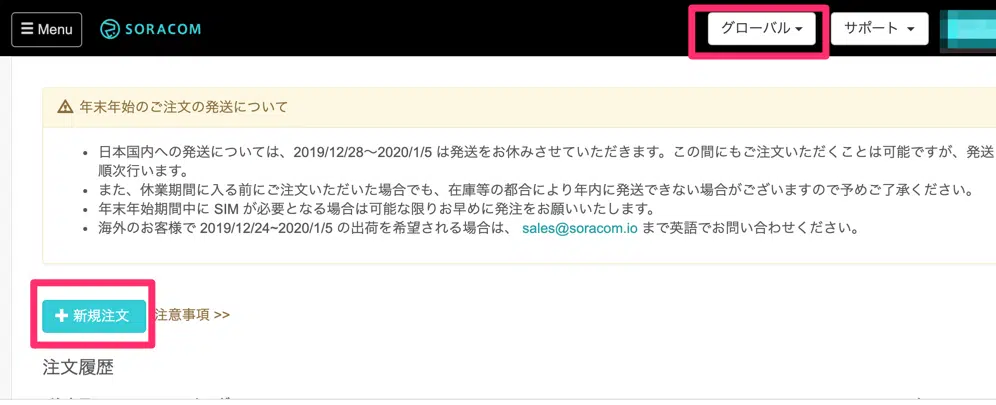 Menu
SORACOM
グローバル
サポート
年末年始のご注文の発送について
• 日本国内への発送については、2019/12/28〜2020/1/5 は発送をお休みさせていただきます。この間にもご注文いただくことは可能ですが、発送
順次行います。
• また、休業期間に入る前にご注文いただいた場合でも、在庫等の都合により年内に発送できない場合がございますので予めご了承ください。
• 年末年始期間中に SIM が必要となる場合は可能な限りお早めに発注をお願いいたします。
• 海外のお客様で 2019/12/24~2020/1/5 の出荷を希望される場合は、 sales@soracom.io まで英語でお問い合わせください。
新規注文
注意事項 >>
注文履歴